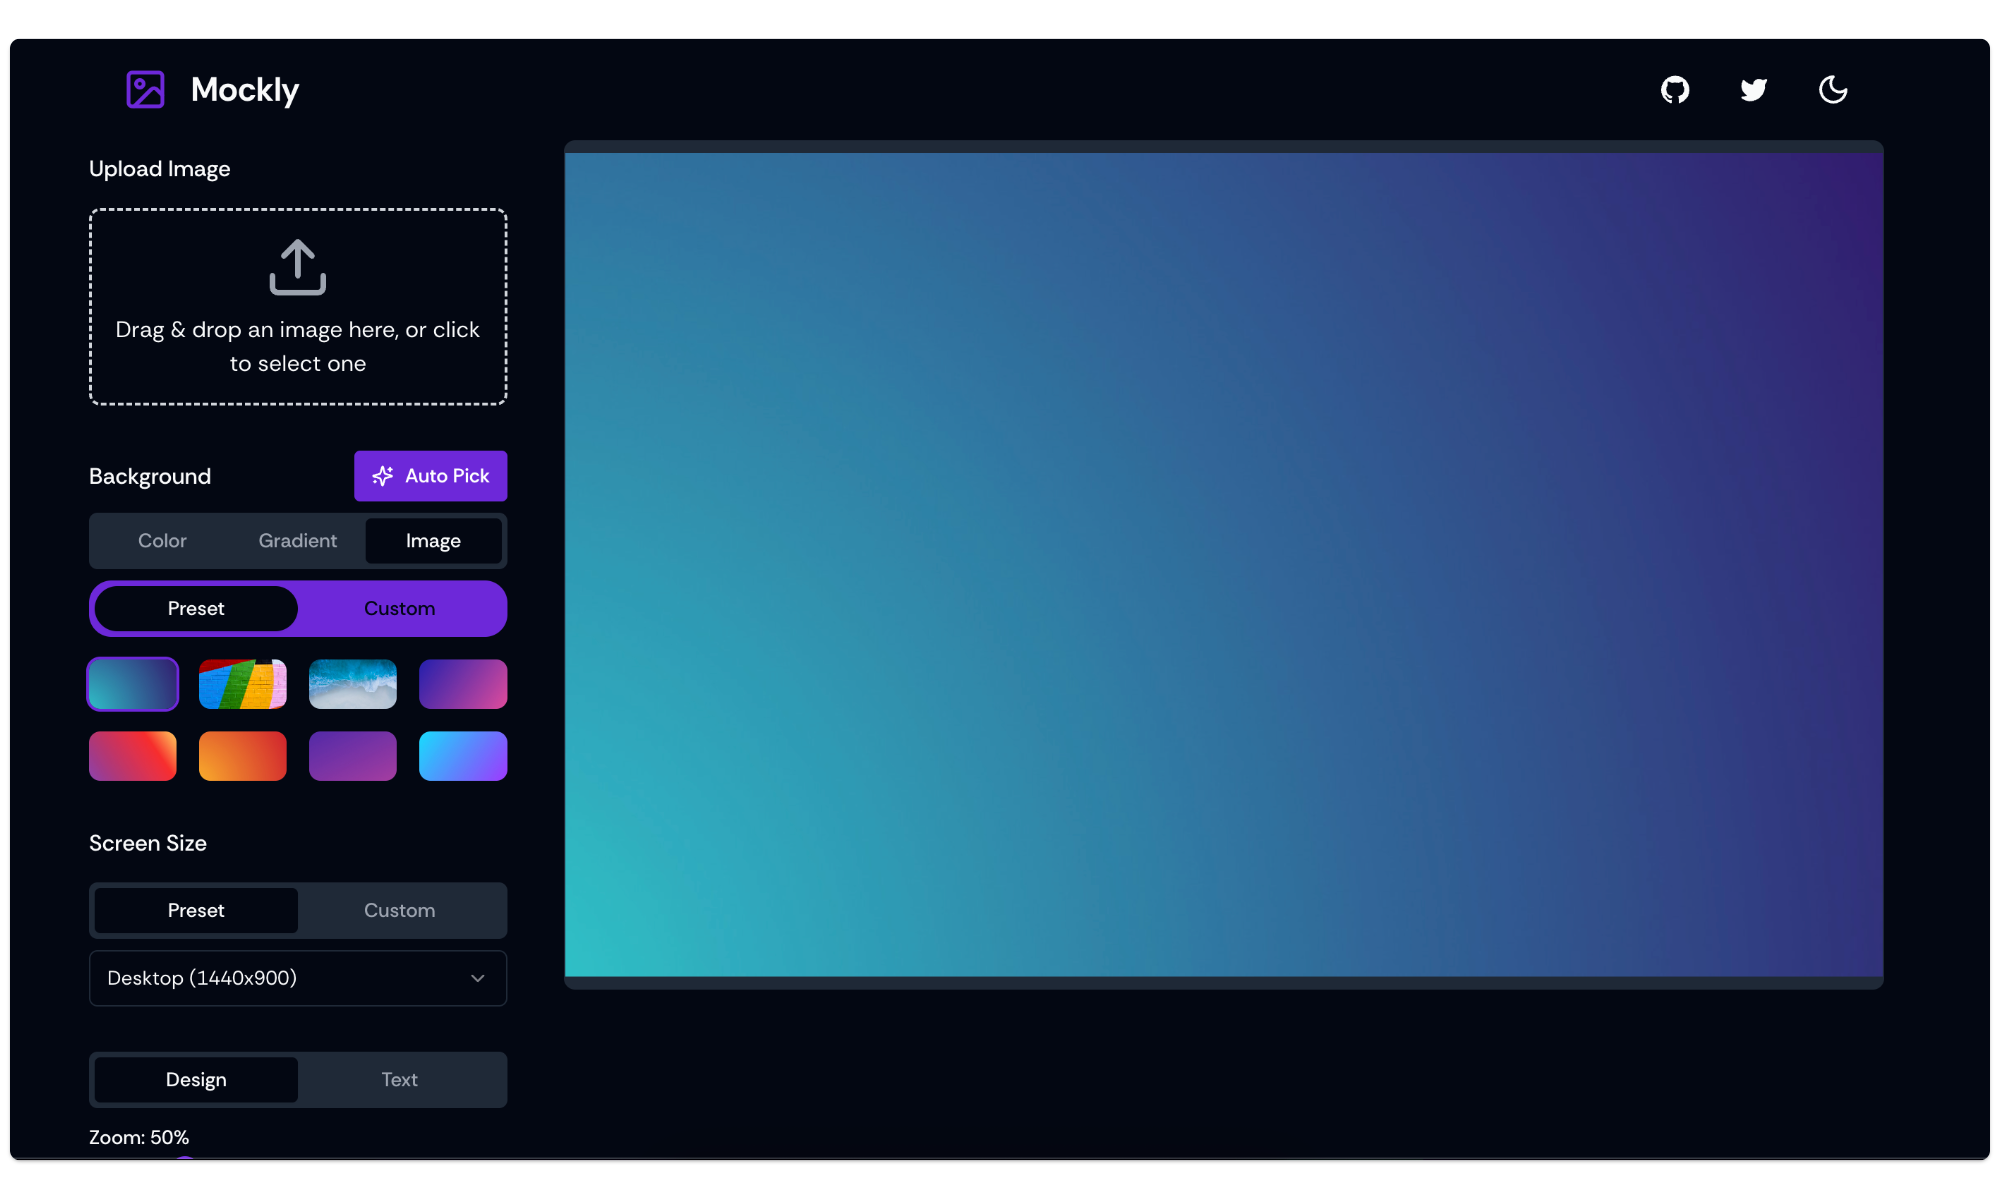 Mockly
Upload Image
Drag & drop an image here, or click
to select one
Background
Auto Pick
Color
Gradient
Image
Preset
Custom
Screen Size
Preset
Custom
Desktop (1440x900)
Design
Text
Zoom: 50%